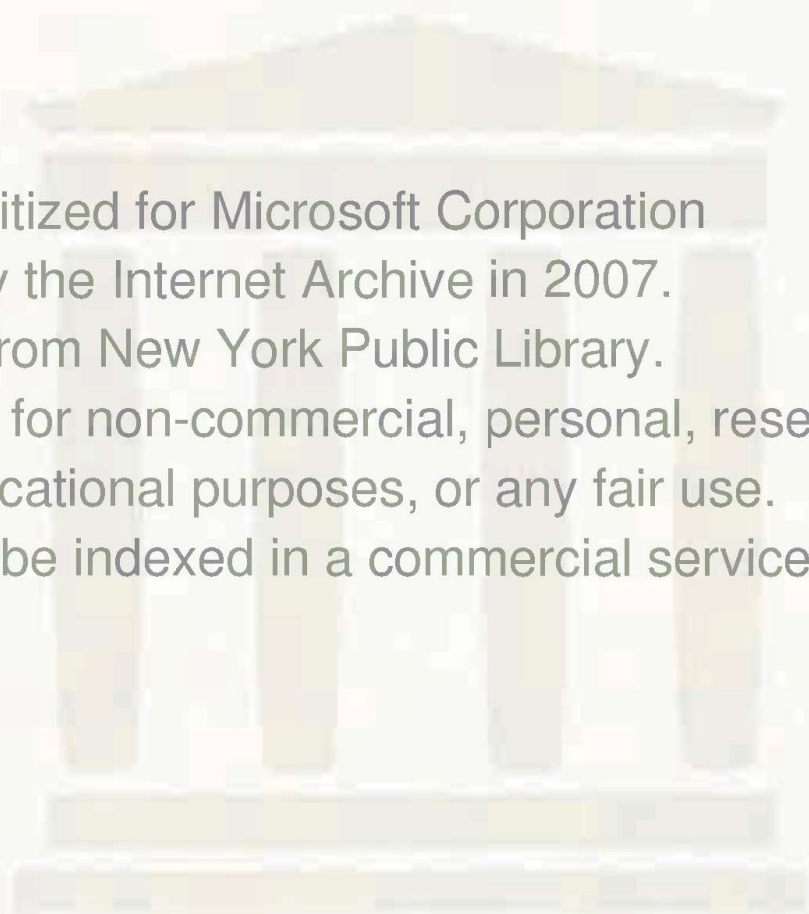 itized for Microsoft Corporation
y the Internet Archive in 2007.
rom New York Public Library.
for non-commercial, personal, rese
cational purposes, or any fair use.
be indexed in a commercial service